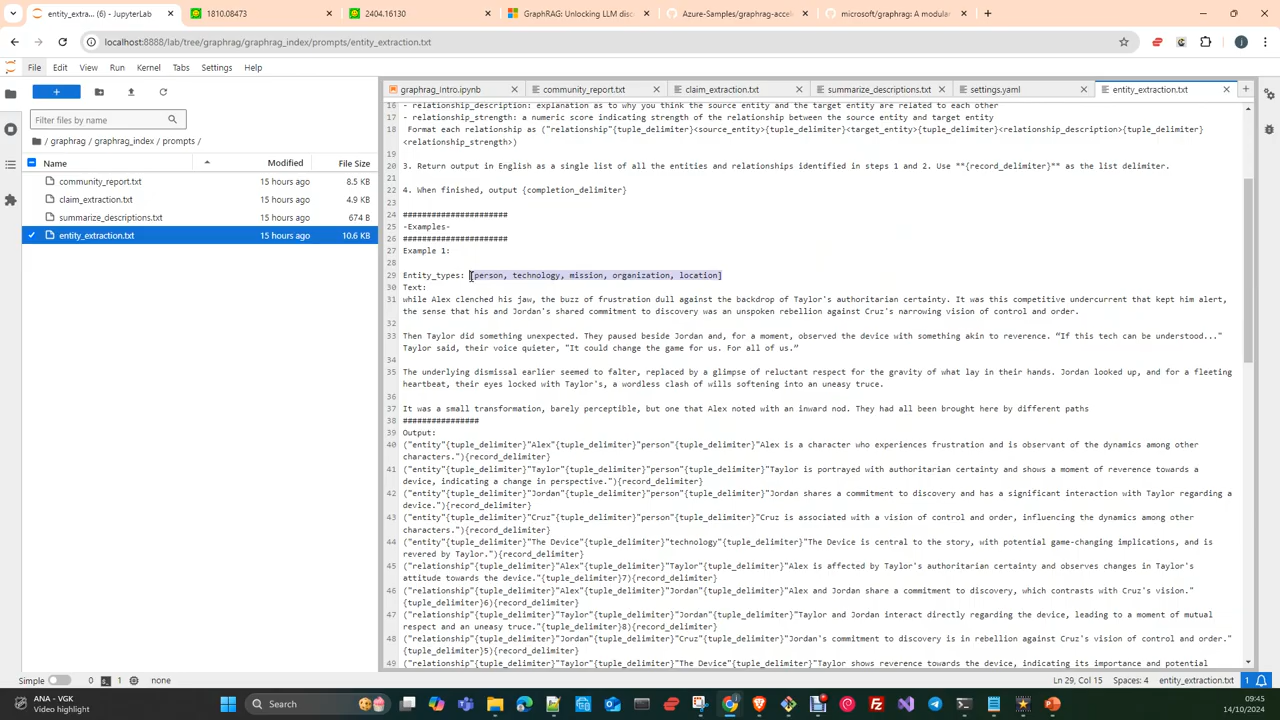 entity_extraction.txt (15) - JupyterLab
1810.08473
2404.16130
GraphRAG: Unlocking LLM disc
Azure-Samples/graphrag-accele
microsoft/graphrag: A modular
localhost:8888/lab/tree/graphrag/graphrag_index/prompts/entity_extraction.txt
File Edit View Run Kernel Tabs Settings Help
graphrag_Intro.ipynb
community_report.txt
claim_extraction.txt
summarize_descriptions.txt
settings.yaml
entity_extraction.txt
Filter files by name
/ graphrag / graphrag_index / prompts /
Name Modified File Size
community_report.txt 15 hours ago 8.5 KB
claim_extraction.txt 15 hours ago 4.9 KB
summarize_descriptions.txt 15 hours ago 674 B
entity_extraction.txt 15 hours ago 10.6 KB
16 - relationship_description: explanation as to why you think the source entity and the target entity are related to each other
17 - relationship_strength: a numeric score indicating strength of the relationship between the source entity and target entity
18 Format each relationship as ("relationship"{tuple_delimiter}<source_entity>{tuple_delimiter}<target_entity>{tuple_delimiter}<relationship_description>{tuple_delimiter}
<relationship_strength>)
19
20 3. Return output in English as a single list of all the entities and relationships identified in steps 1 and 2. Use **{record_delimiter}** as the list delimiter.
21
22 4. When finished, output {completion_delimiter}
23
24 ######################
25 -Examples-
26 ######################
27 Example 1:
28
29 Entity_types: [person, technology, mission, organization, location]
30 Text:
31 while Alex clenched his jaw, the buzz of frustration dull against the backdrop of Taylor's authoritarian certainty. It was this competitive undercurrent that kept him alert,
the sense that his and Jordan's shared commitment to discovery was an unspoken rebellion against Cruz's narrowing vision of control and order.
32
33 Then Taylor did something unexpected. They paused beside Jordan and, for a moment, observed the device with something akin to reverence. “If this tech can be understood..."
Taylor said, their voice quieter, “It could change the game for us. For all of us.”
34
35 The underlying dismissal earlier seemed to falter, replaced by a glimpse of reluctant respect for the gravity of what lay in their hands. Jordan looked up, and for a fleeting
heartbeat, their eyes locked with Taylor's, a wordless clash of wills softening into an uneasy truce.
36
37 It was a small transformation, barely perceptible, but one that Alex noted with an inward nod. They had all been brought here by different paths
38 ################
39 Output:
40 ("entity"{tuple_delimiter}"Alex"{tuple_delimiter}"person"{tuple_delimiter}"Alex is a character who experiences frustration and is observant of the dynamics among other
characters."){record_delimiter}
41 ("entity"{tuple_delimiter}"Taylor"{tuple_delimiter}"person"{tuple_delimiter}"Taylor is portrayed with authoritarian certainty and shows a moment of reverence towards a
device, indicating a change in perspective."){record_delimiter}
42 ("entity"{tuple_delimiter}"Jordan"{tuple_delimiter}"person"{tuple_delimiter}"Jordan shares a commitment to discovery and has a significant interaction with Taylor regarding a
device."){record_delimiter}
43 ("entity"{tuple_delimiter}"Cruz"{tuple_delimiter}"person"{tuple_delimiter}"Cruz is associated with a vision of control and order, influencing the dynamics among other
characters."){record_delimiter}
44 ("entity"{tuple_delimiter}"The Device"{tuple_delimiter}"technology"{tuple_delimiter}"The Device is central to the story, with potential game-changing implications, and is
revered by Taylor."){record_delimiter}
45 ("relationship"{tuple_delimiter}"Alex"{tuple_delimiter}"Taylor"{tuple_delimiter}"Alex is affected by Taylor's authoritarian certainty and observes changes in Taylor's
attitude towards the device."{tuple_delimiter}7){record_delimiter}
46 ("relationship"{tuple_delimiter}"Alex"{tuple_delimiter}"Jordan"{tuple_delimiter}"Alex and Jordan share a commitment to discovery, which contrasts with Cruz's vision."
{tuple_delimiter}6){record_delimiter}
47 ("relationship"{tuple_delimiter}"Taylor"{tuple_delimiter}"Jordan"{tuple_delimiter}"Taylor and Jordan interact directly regarding the device, leading to a moment of mutual
respect and an uneasy truce."{tuple_delimiter}8){record_delimiter}
48 ("relationship"{tuple_delimiter}"Jordan"{tuple_delimiter}"Cruz"{tuple_delimiter}"Jordan's commitment to discovery is in rebellion against Cruz's vision of control and order."
{tuple_delimiter}5){record_delimiter}
49 ("relationship"{tuple_delimiter}"Taylor"{tuple_delimiter}"The Device"{tuple_delimiter}"Taylor shows reverence towards the device, indicating its importance and potential
Simple 0 1 none
Ln 29, Col 15 Spaces: 4 entity_extraction.txt 1
ANA - VGK
Video highlight
Search
09:45
14/10/2024